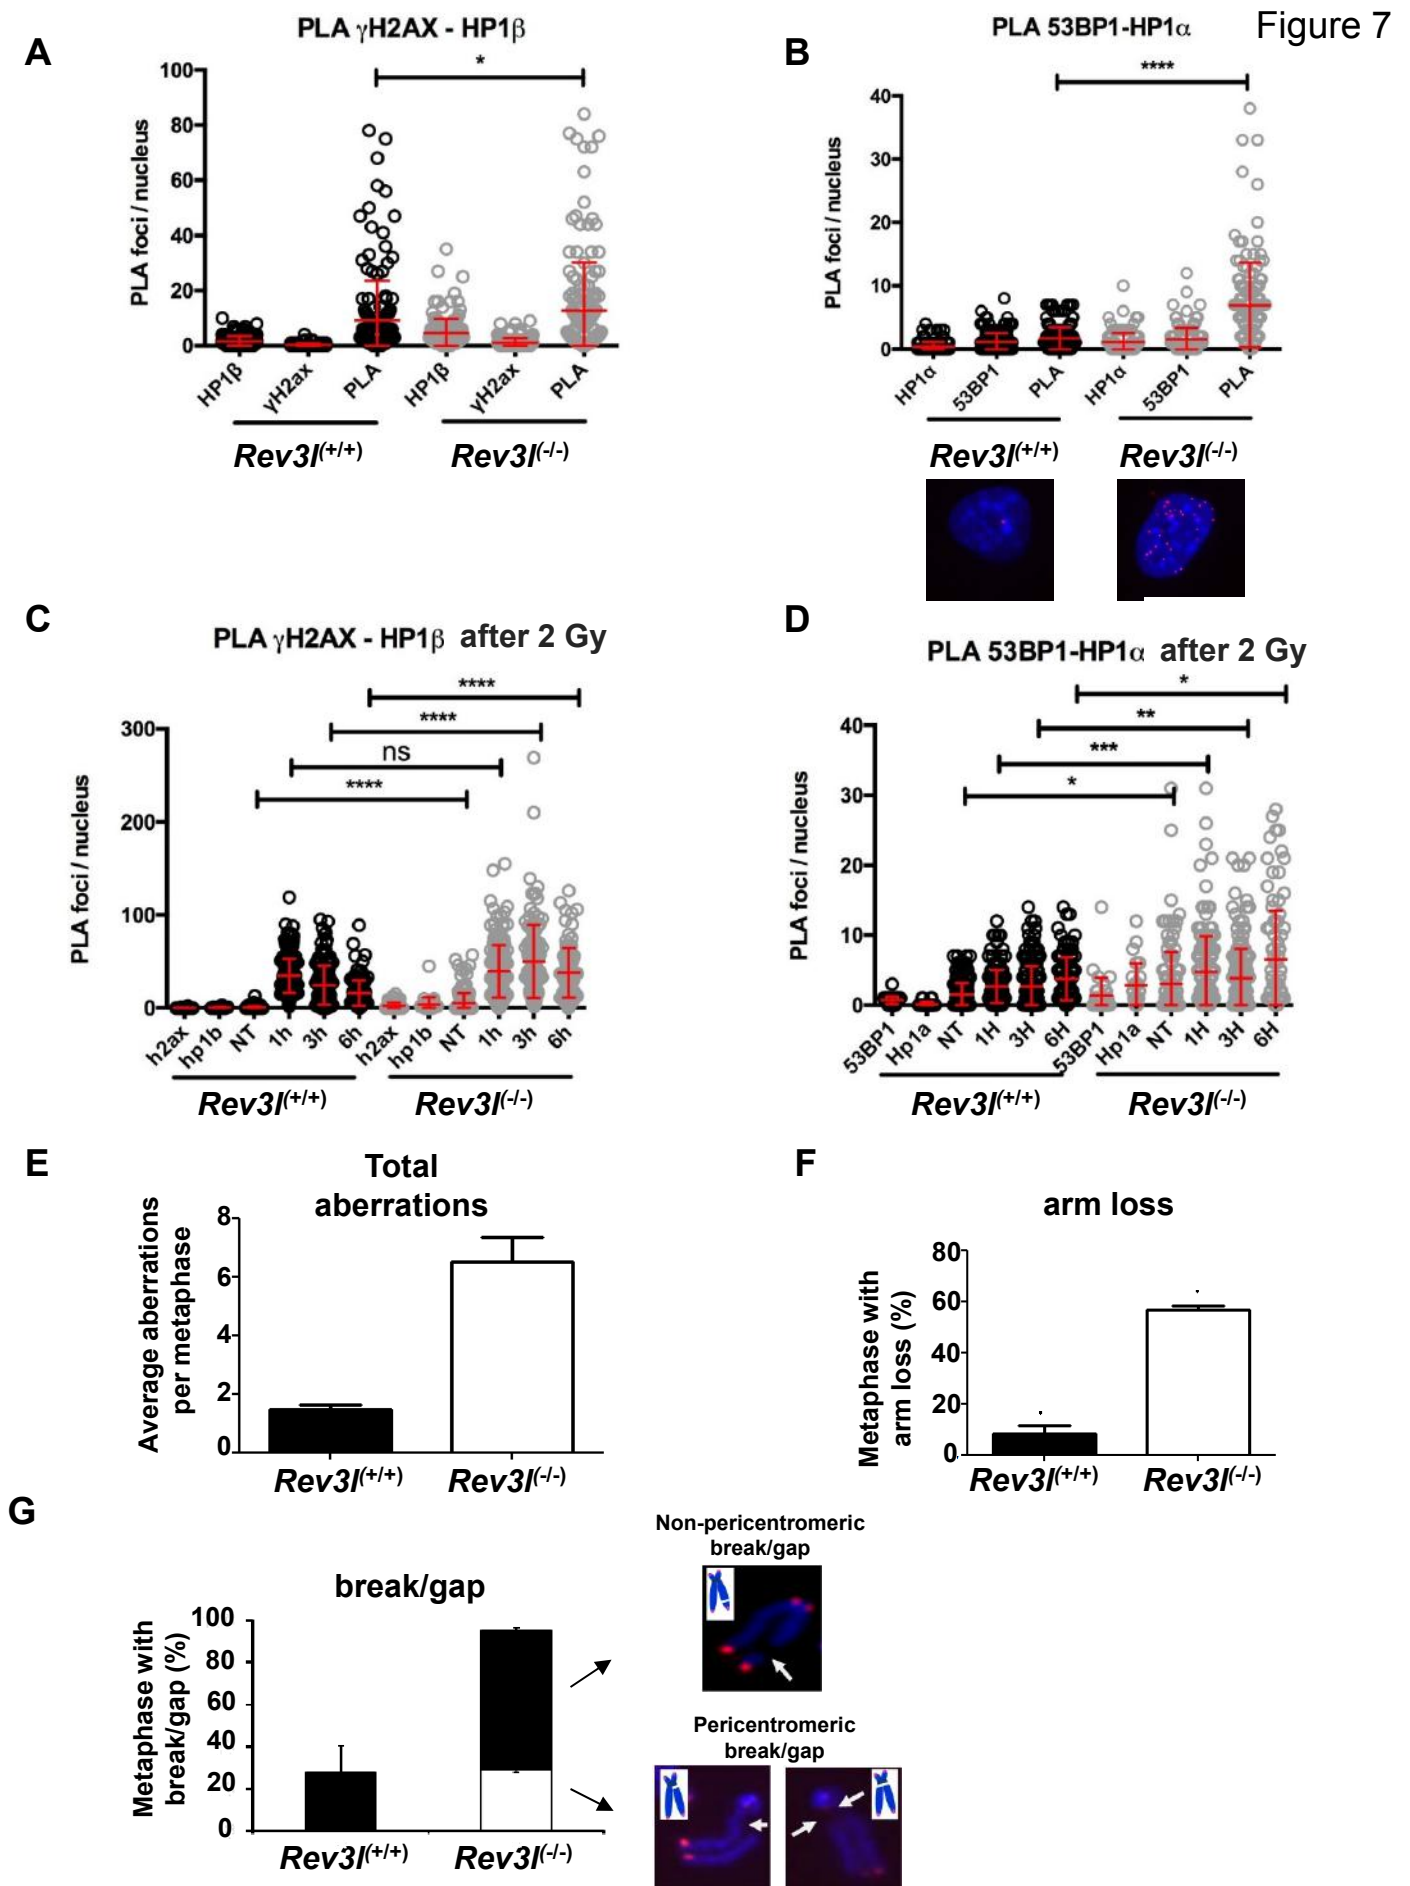 Figure 7
A
PLA γH2AX - HP1β
*
PLA foci / nucleus
100
80
60
40
20
0
HP1β
γH2ax
PLA
HP1β
γH2ax
PLA
Rev3l(+/+)
Rev3l(-/-)
B
PLA 53BP1-HP1α
****
PLA foci / nucleus
40
30
20
10
0
HP1α
53BP1
PLA
HP1α
53BP1
PLA
Rev3l(+/+)
Rev3l(-/-)
C
PLA γH2AX - HP1β after 2 Gy
****
****
ns
****
PLA foci / nucleus
300
200
100
0
h2ax
hp1b
NT
1h
3h
6h
h2ax
hp1b
NT
1h
3h
6h
Rev3l(+/+)
Rev3l(-/-)
D
PLA 53BP1-HP1α after 2 Gy
*
**
***
*
PLA foci / nucleus
40
30
20
10
0
53BP1
Hp1a
NT
1H
3H
6H
53BP1
Hp1a
NT
1H
3H
6H
Rev3l(+/+)
Rev3l(-/-)
E
Total
aberrations
Average aberrations
per metaphase
8
6
4
2
0
Rev3l(+/+)
Rev3l(-/-)
F
arm loss
Metaphase with
arm loss (%)
80
60
40
20
0
Rev3l(+/+)
Rev3l(-/-)
G
break/gap
Metaphase with
break/gap (%)
100
80
60
40
20
0
Rev3l(+/+)
Rev3l(-/-)
Non-pericentromeric
break/gap
Pericentromeric
break/gap